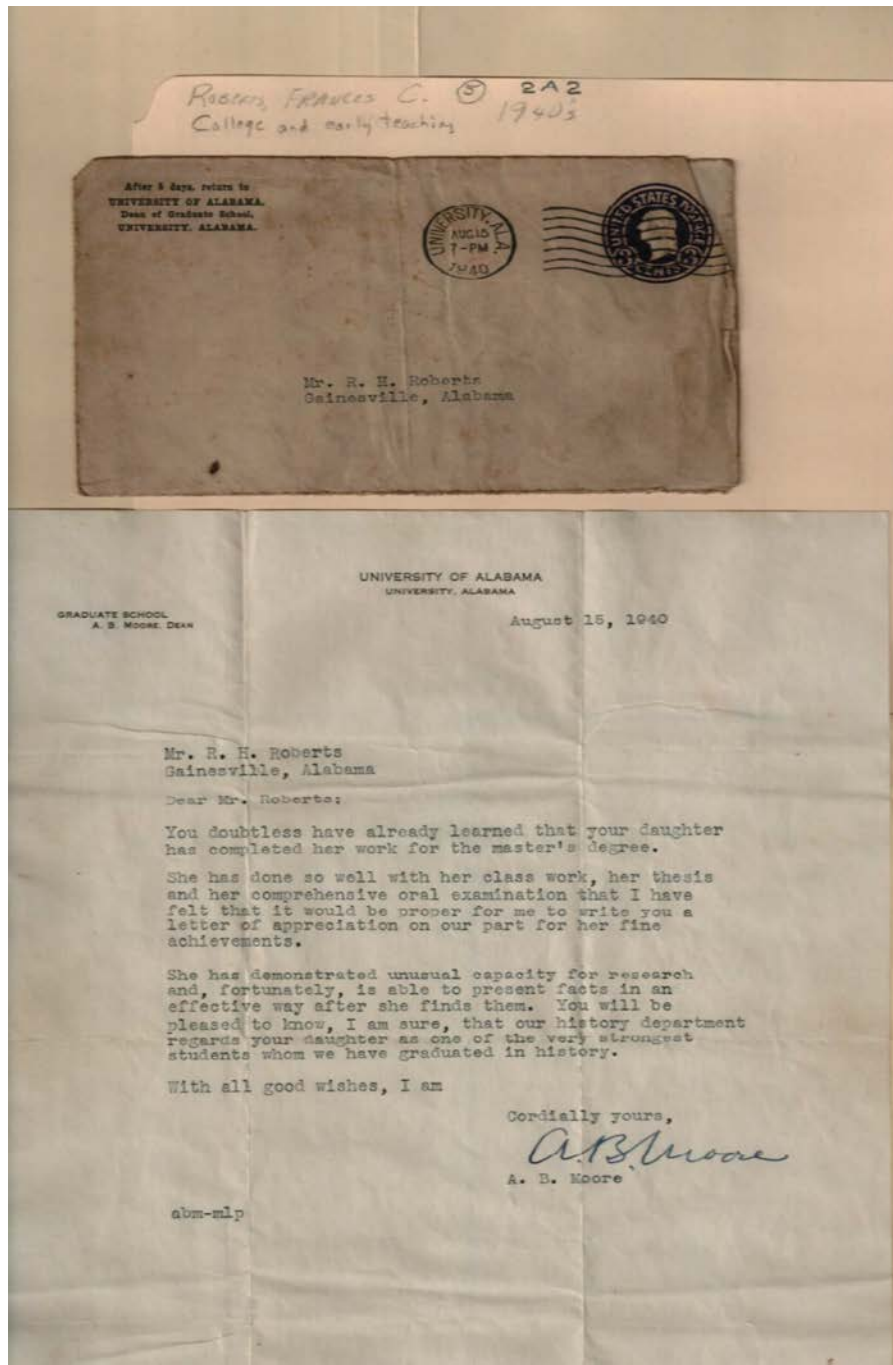 Roberts, Frances C. ⑤ 2A2
College and early teaching 1940's
After 5 days, return to
UNIVERSITY OF ALABAMA,
Dean of Graduate School,
UNIVERSITY, ALABAMA.
UNIVERSITY, ALA.
AUG 15
7-PM
1940
UNITED STATES POSTAGE
3 CENTS 3
Mr. R. H. Roberts
Gainesville, Alabama
UNIVERSITY OF ALABAMA
UNIVERSITY, ALABAMA
GRADUATE SCHOOL
A. B. MOORE, DEAN
August 15, 1940
Mr. R. H. Roberts
Gainesville, Alabama
Dear Mr. Roberts:
You doubtless have already learned that your daughter
has completed her work for the master's degree.
She has done so well with her class work, her thesis
and her comprehensive oral examination that I have
felt that it would be proper for me to write you a
letter of appreciation on our part for her fine
achievements.
She has demonstrated unusual capacity for research
and, fortunately, is able to present facts in an
effective way after she finds them. You will be
pleased to know, I am sure, that our history department
regards your daughter as one of the very strongest
students whom we have graduated in history.
With all good wishes, I am
Cordially yours,
A. B. Moore
A. B. Moore
abm-mlp